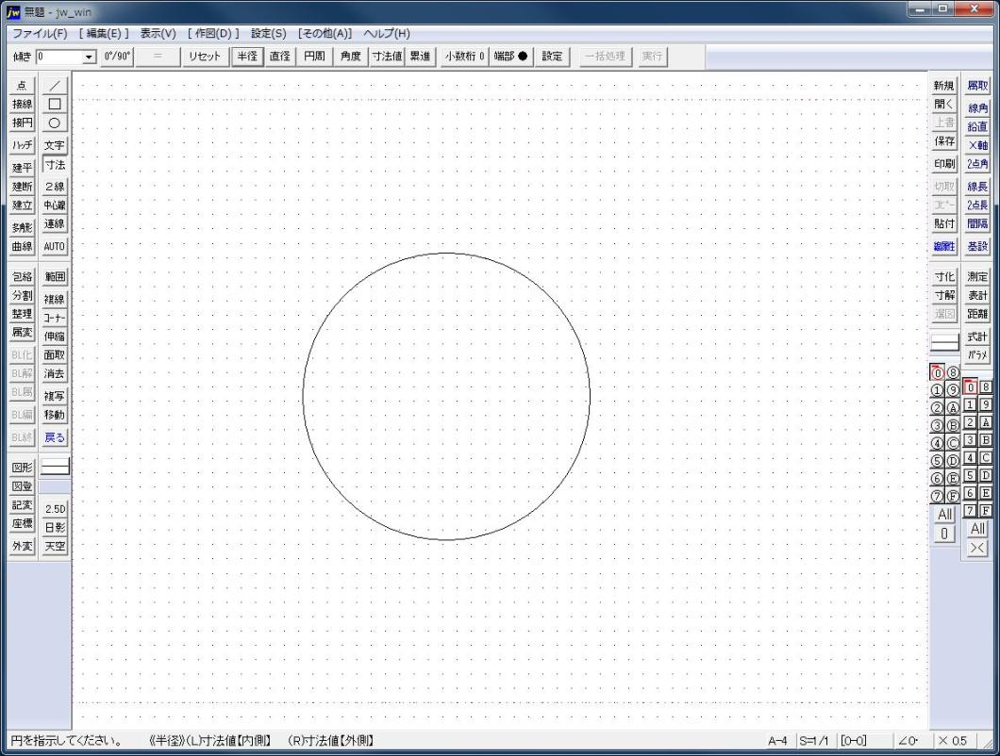 無題 - jw_win
ファイル(F) [ 編集(E) ] 表示(V) [ 作図(D) ] 設定(S) [その他(A)] ヘルプ(H)
傾き 0 0°/90° = リセット 半径 直径 円周 角度 寸法値 累進 小数桁 0 端部 ● 設定 一括処理 実行
点 ／
接線 □
接円 ○
ハッチ 文字
建平 寸法
建断 2線
建立 中心線
多角形 連線
曲線 AUTO
包絡 範囲
分割 複線
整理 コーナー
属変 伸縮
BL化 面取
BL解 消去
BL属 複写
BL編 移動
BL終 戻る
図形
図登
記変 2.5D
座標 日影
外変 天空
新規 属取
開く 線角
上書 鉛直
保存 X軸
印刷 2点角
切取 線長
コピー 2点長
貼付 間隔
線属性 基設
寸化 測定
寸解 表計
選図 距離
式計
パラメ
⓪ ⑧ 0 8
① ⑨ 1 9
② Ⓐ 2 A
③ Ⓑ 3 B
④ Ⓒ 4 C
⑤ Ⓓ 5 D
⑥ Ⓔ 6 E
⑦ Ⓕ 7 F
All All
0 ><
円を指示してください。 《半径》(L)寸法値【内側】 (R)寸法値【外側】 A-4 S=1/1 [0-0] ∠0 × 0.5